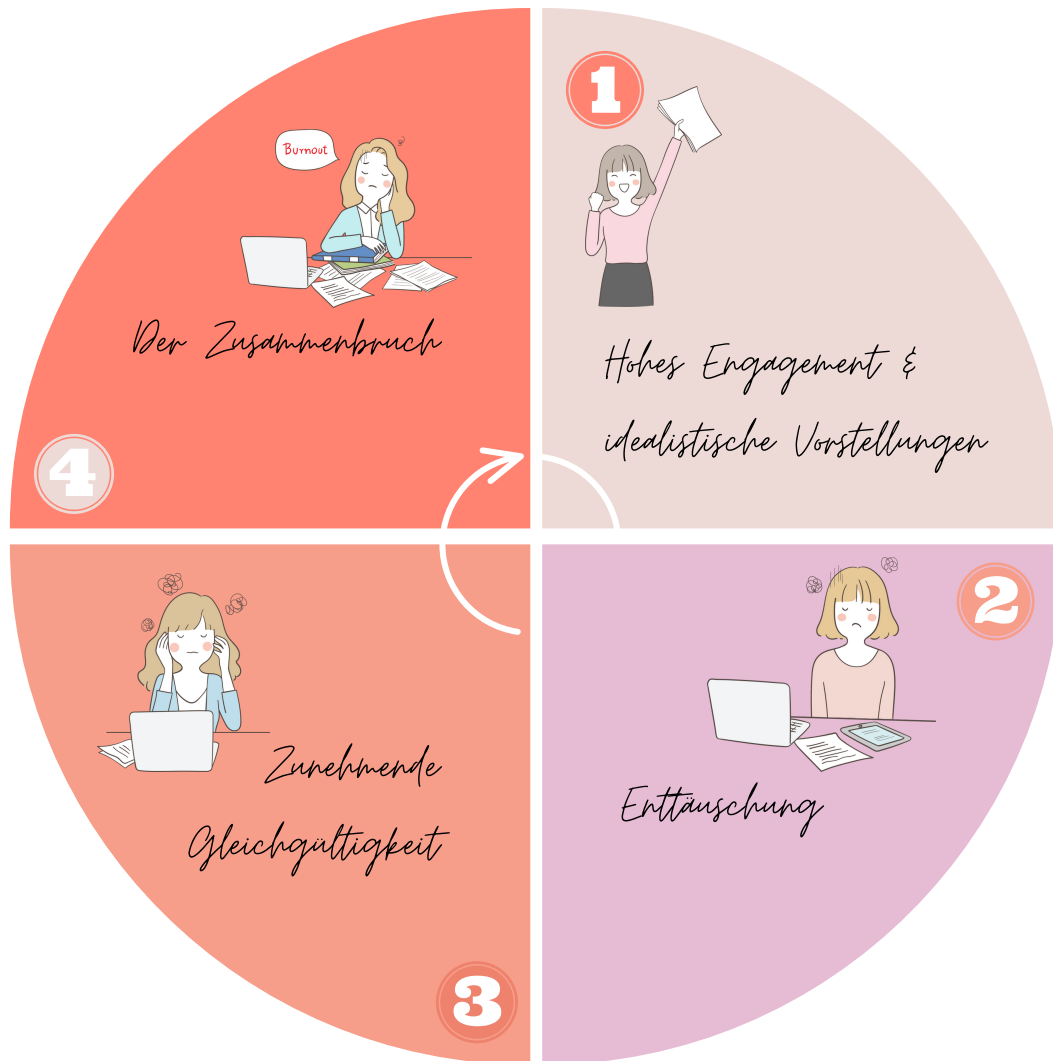 1
Hohes Engagement &
idealistische Vorstellungen
2
Enttäuschung
3
Zunehmende
Gleichgültigkeit
4
Burnout
Der Zusammenbruch